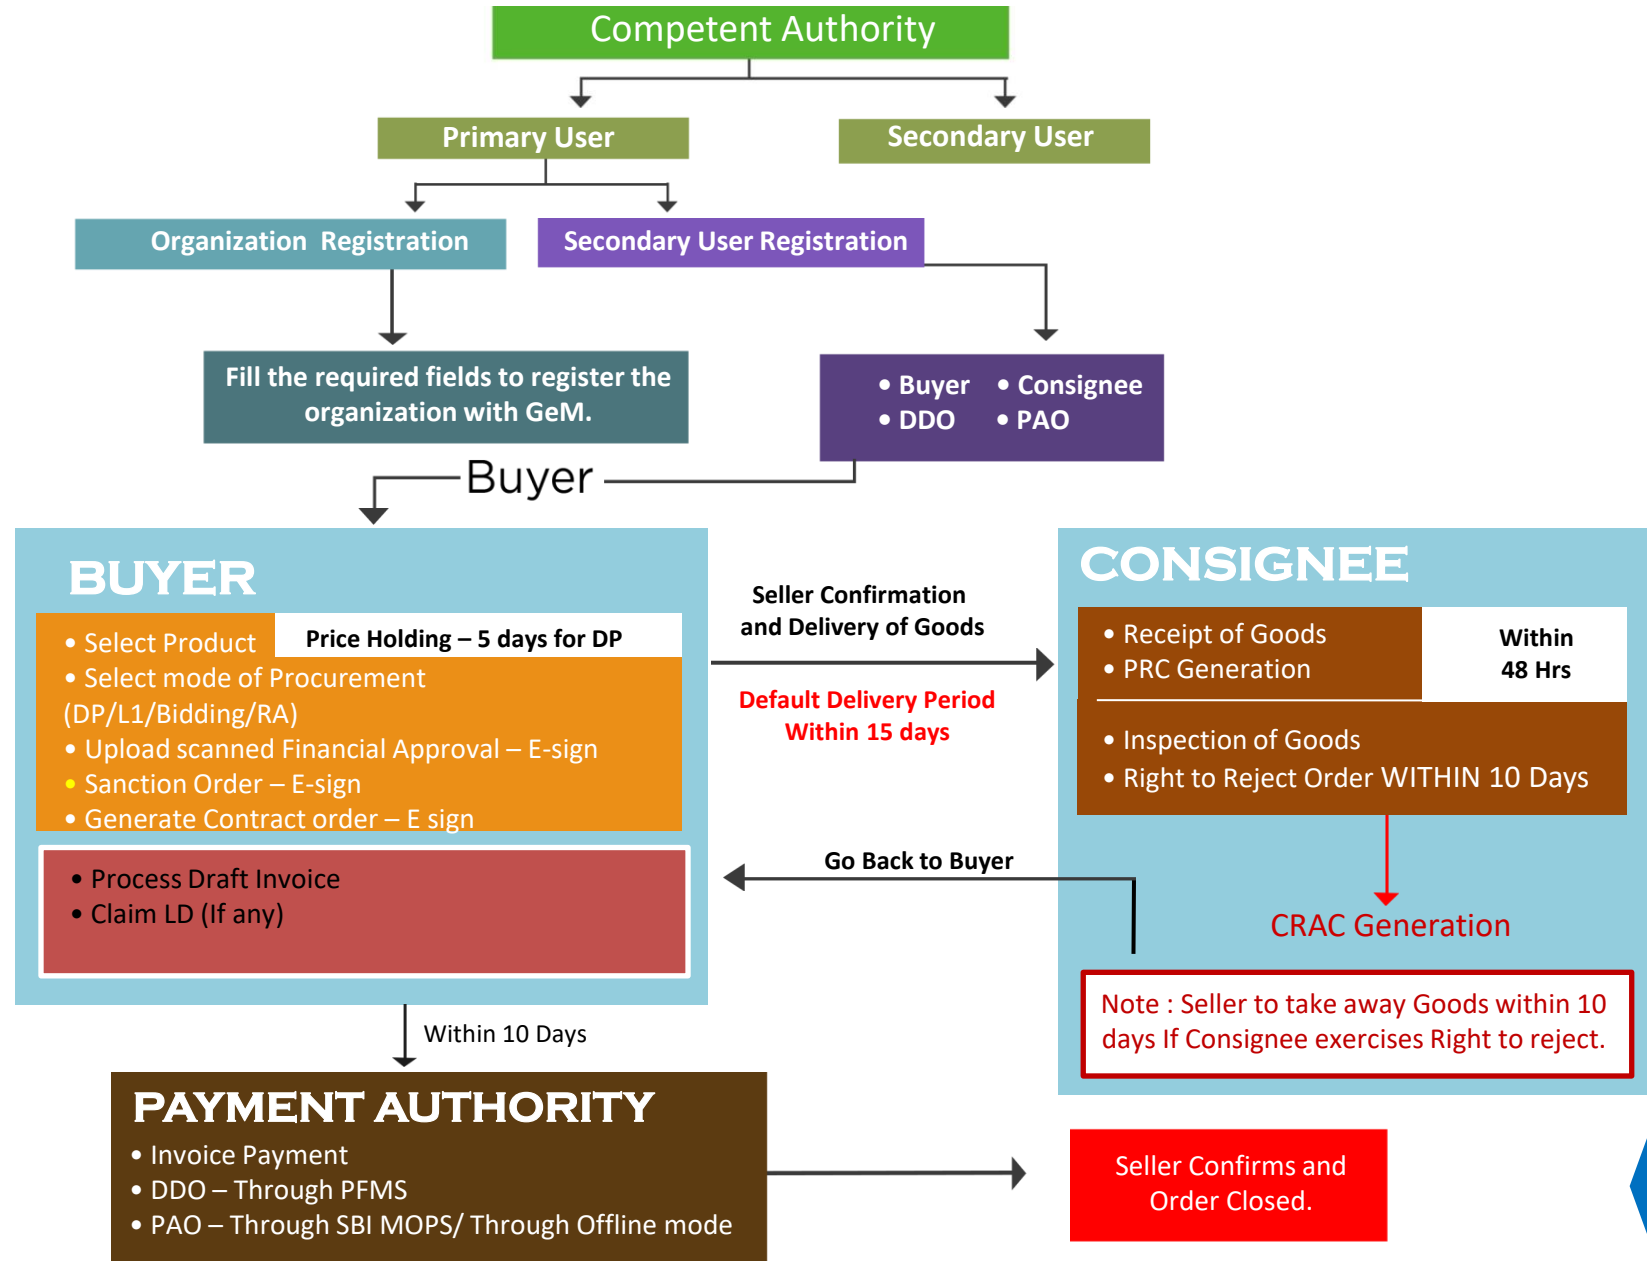 Competent Authority
Primary User
Secondary User
Organization Registration
Secondary User Registration
Fill the required fields to register the
organization with GeM.
• Buyer • Consignee
• DDO • PAO
Buyer
BUYER
• Select Product
Price Holding – 5 days for DP
• Select mode of Procurement
(DP/L1/Bidding/RA)
• Upload scanned Financial Approval – E-sign
• Sanction Order – E-sign
• Generate Contract order – E sign
• Process Draft Invoice
• Claim LD (If any)
Seller Confirmation
and Delivery of Goods
Default Delivery Period
Within 15 days
CONSIGNEE
• Receipt of Goods
• PRC Generation
Within
48 Hrs
• Inspection of Goods
• Right to Reject Order WITHIN 10 Days
CRAC Generation
Note : Seller to take away Goods within 10
days If Consignee exercises Right to reject.
Go Back to Buyer
Within 10 Days
PAYMENT AUTHORITY
• Invoice Payment
• DDO – Through PFMS
• PAO – Through SBI MOPS/ Through Offline mode
Seller Confirms and
Order Closed.